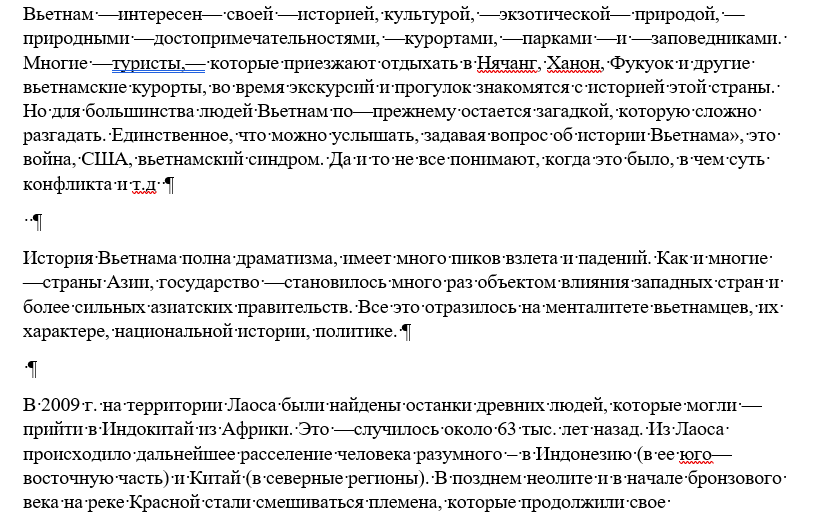 Вьетнам —интересен— своей —историей, культурой, —экзотической— природой, —
природными —достопримечательностями, —курортами, —парками —и —заповедниками.
Многие —туристы,— которые приезжают отдыхать в Нячанг, Ханон, Фукуок и другие
вьетнамские курорты, во время экскурсий и прогулок знакомятся с историей этой страны.
Но для большинства людей Вьетнам по—прежнему остается загадкой, которую сложно
разгадать. Единственное, что можно услышать, задавая вопрос об истории Вьетнама», это
война, США, вьетнамский синдром. Да и то не все понимают, когда это было, в чем суть
конфликта и т.д ¶
¶
История Вьетнама полна драматизма, имеет много пиков взлета и падений. Как и многие
—страны Азии, государство —становилось много раз объектом влияния западных стран и
более сильных азиатских правительств. Все это отразилось на менталитете вьетнамцев, их
характере, национальной истории, политике. ¶
¶
В 2009 г. на территории Лаоса были найдены останки древних людей, которые могли —
прийти в Индокитай из Африки. Это —случилось около 63 тыс. лет назад. Из Лаоса
происходило дальнейшее расселение человека разумного – в Индонезию (в ее юго—
восточную часть) и Китай (в северные регионы). В позднем неолите и в начале бронзового
века на реке Красной стали смешиваться племена, которые продолжили свое